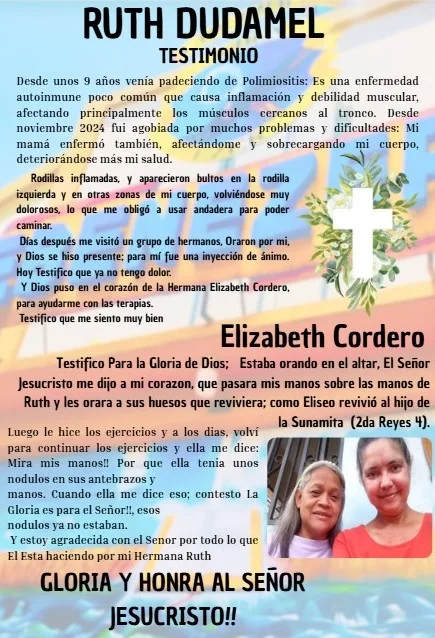 RUTH DUDAMEL
TESTIMONIO
Desde unos 9 años venía padeciendo de Polimiositis: Es una enfermedad
autoinmune poco común que causa inflamación y debilidad muscular,
afectando principalmente los músculos cercanos al tronco. Desde
noviembre 2024 fui agobiada por muchos problemas y dificultades: Mi
mamá enfermó también, afectándome y sobrecargando mi cuerpo,
deteriorándose más mi salud.
Rodillas inflamadas, y aparecieron bultos en la rodilla
izquierda y en otras zonas de mi cuerpo, volviéndose muy
dolorosos, lo que me obligó a usar andadera para poder
caminar.
Días después me visitó un grupo de hermanos, Oraron por mi,
y Dios se hiso presente; para mí fue una inyección de ánimo.
Hoy Testifico que ya no tengo dolor.
Y Dios puso en el corazón de la Hermana Elizabeth Cordero,
para ayudarme con las terapias.
Testifico que me siento muy bien
Elizabeth Cordero
Testifico Para la Gloria de Dios; Estaba orando en el altar, El Señor
Jesucristo me dijo a mi corazon, que pasara mis manos sobre las manos de
Ruth y les orara a sus huesos que reviviera; como Eliseo revivió al hijo de
la Sunamita (2da Reyes 4).
Luego le hice los ejercicios y a los dias, volví
para continuar los ejercicios y ella me dice:
Mira mis manos!! Por que ella tenia unos
nodulos en sus antebrazos y
manos. Cuando ella me dice eso; contesto La
Gloria es para el Señor!!, esos
nodulos ya no estaban.
Y estoy agradecida con el Senor por todo lo que
El Esta haciendo por mi Hermana Ruth
GLORIA Y HONRA AL SEÑOR
JESUCRISTO!!